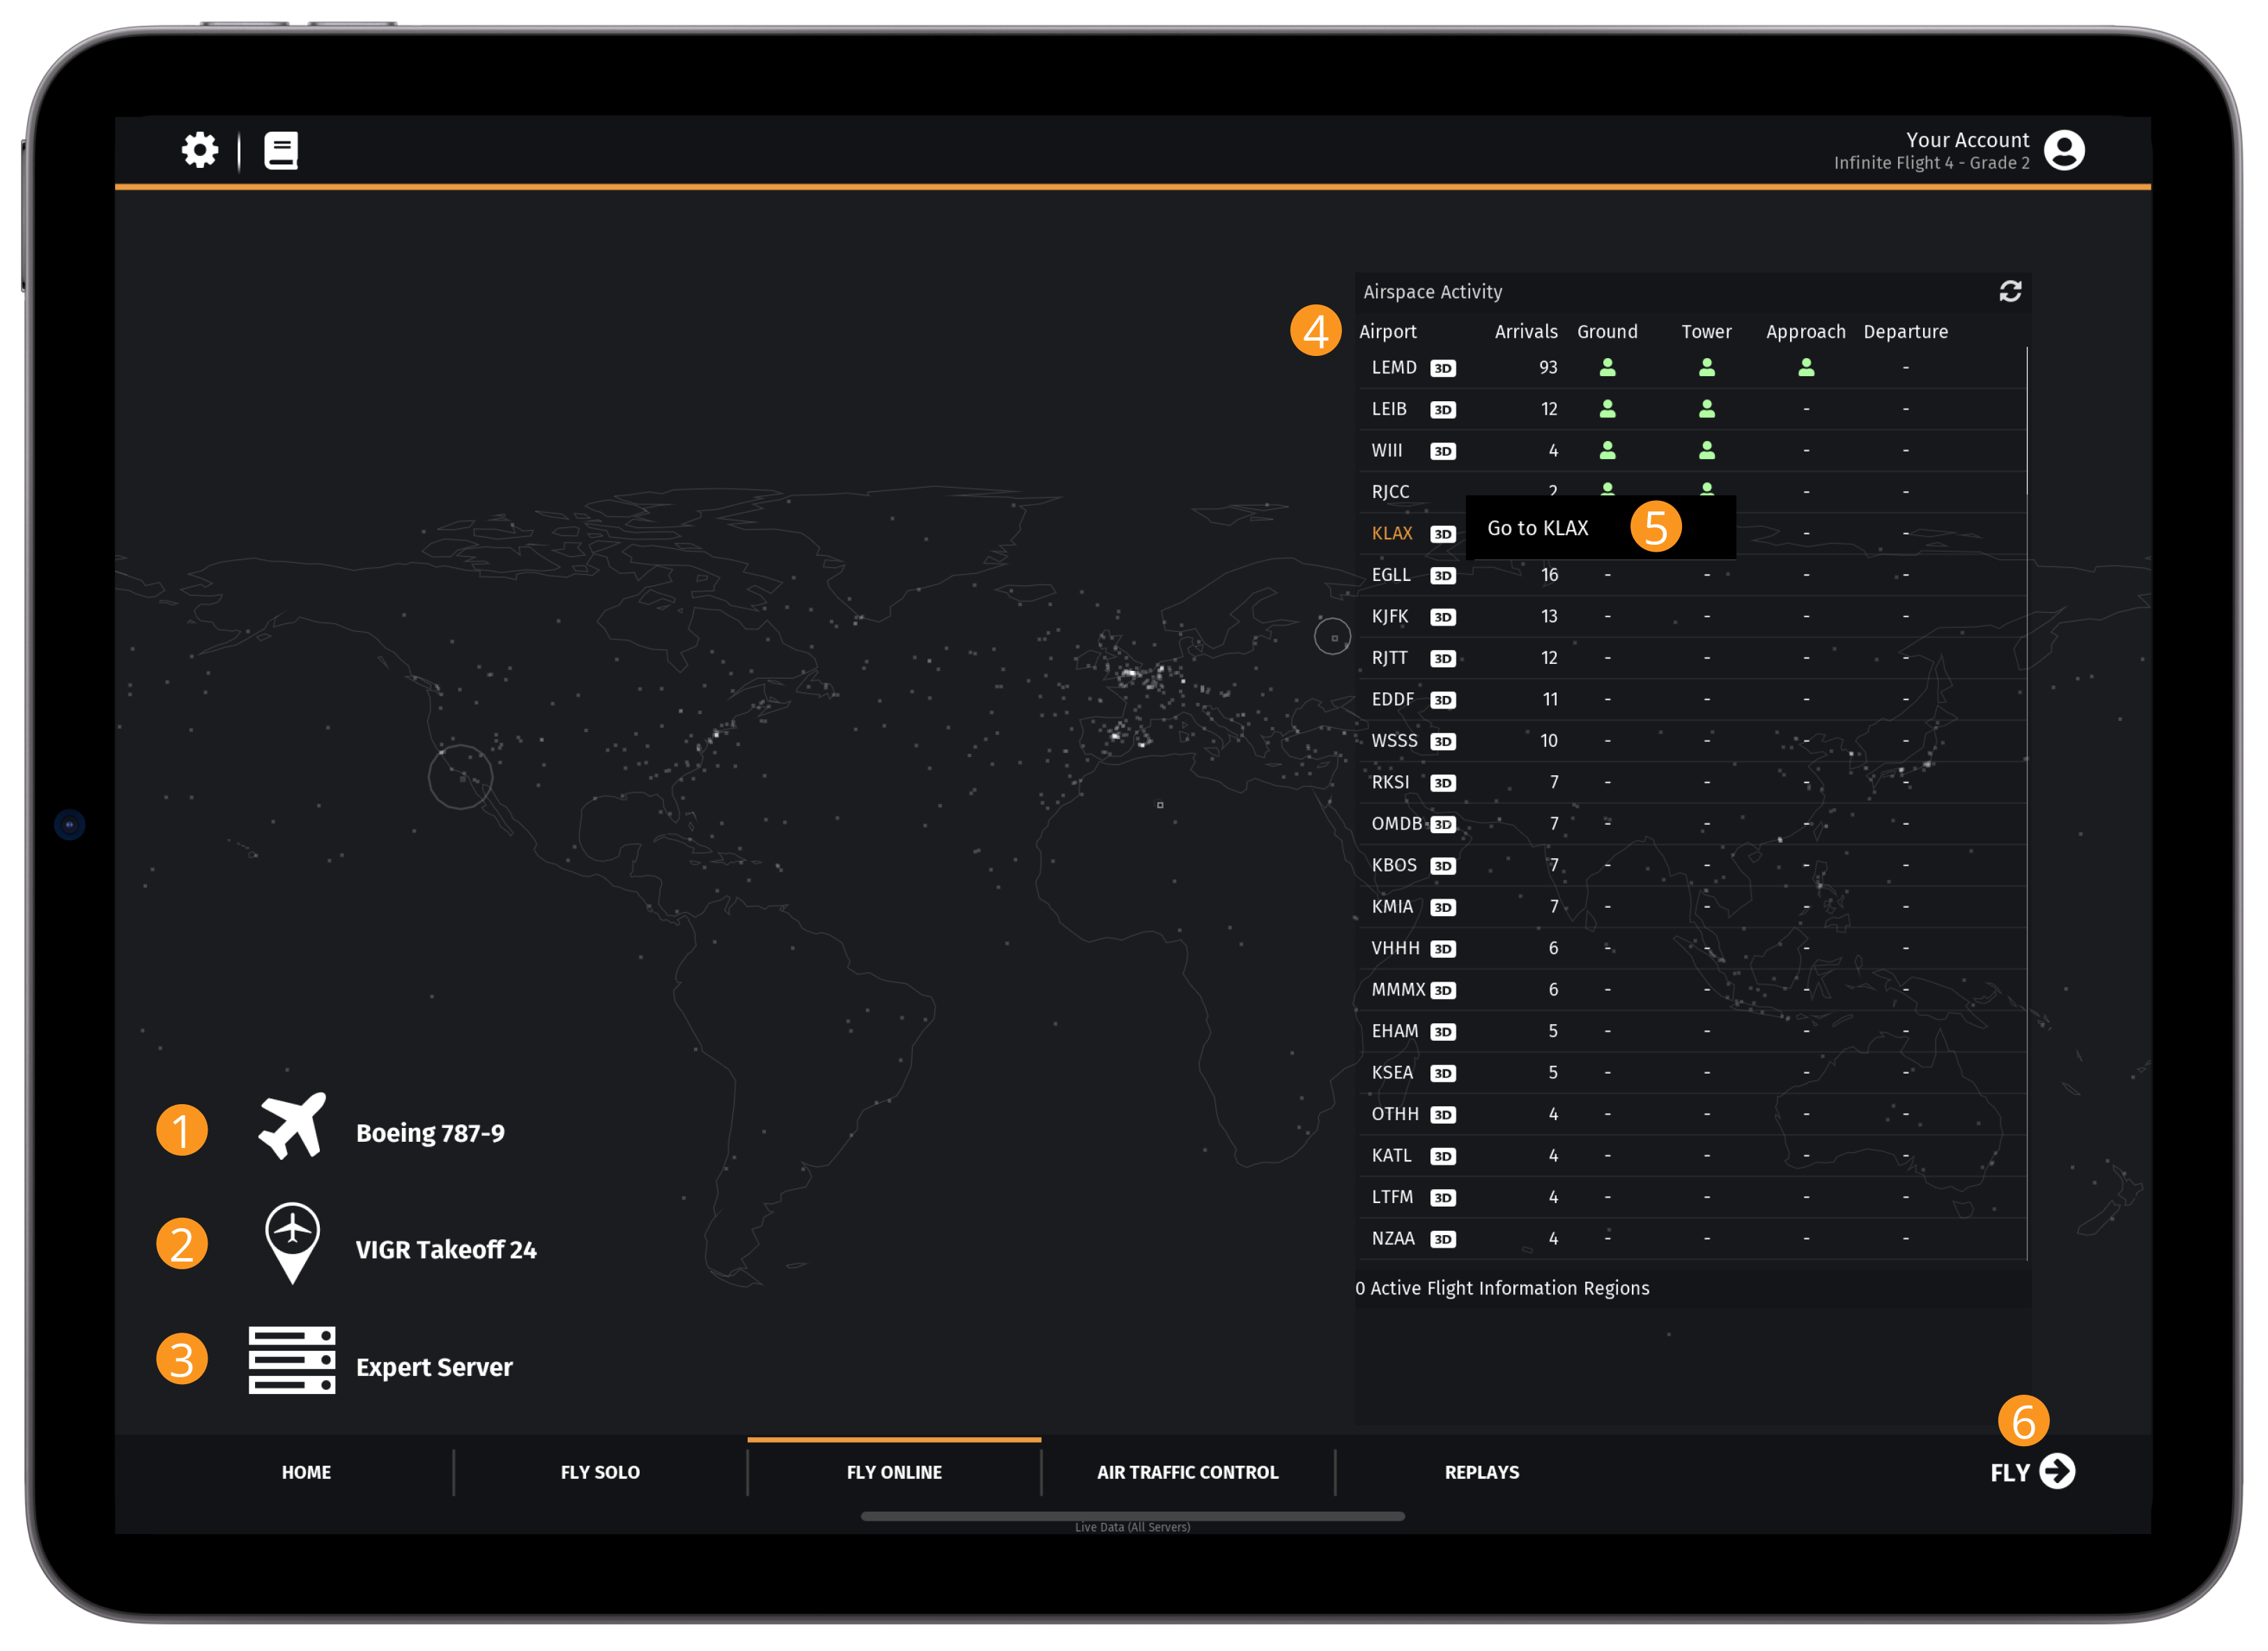 Your Account
Infinite Flight 4 - Grade 2
Airspace Activity
4
Airport Arrivals Ground Tower Approach Departure
LEMD 3D 93 -
LEIB 3D 12 - -
WIII 3D 4 - -
RJCC 2 - -
KLAX 3D Go to KLAX 5 - -
EGLL 3D 16 - - - -
KJFK 3D 13 - - - -
RJTT 3D 12 - - - -
EDDF 3D 11 - - - -
WSSS 3D 10 - - - -
RKSI 3D 7 - - - -
OMDB 3D 7 - - - -
KBOS 3D 7 - - - -
KMIA 3D 7 - - - -
VHHH 3D 6 - - - -
MMMX 3D 6 - - - -
EHAM 3D 5 - - - -
KSEA 3D 5 - - - -
OTHH 3D 4 - - - -
KATL 3D 4 - - - -
LTFM 3D 4 - - - -
NZAA 3D 4 - - - -
0 Active Flight Information Regions
1 Boeing 787-9
2 VIGR Takeoff 24
3 Expert Server
6
HOME FLY SOLO FLY ONLINE AIR TRAFFIC CONTROL REPLAYS FLY
Live Data (All Servers)